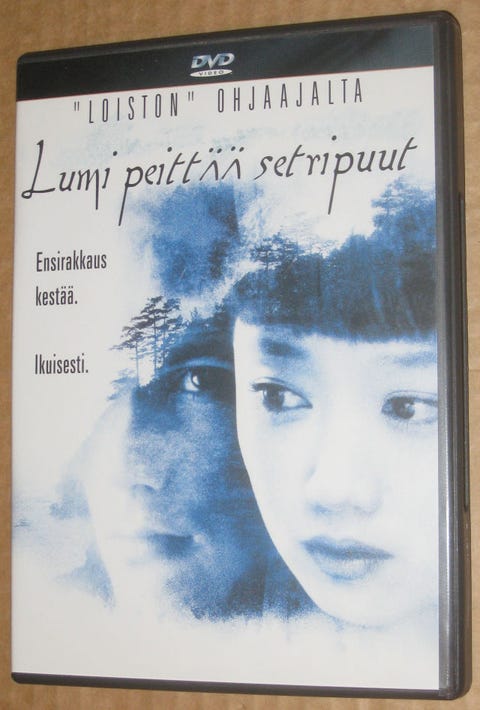 DVD
VIDEO
"LOISTON" OHJAAJALTA
Lumi peittää setripuut
Ensirakkaus
kestää.
Ikuisesti.